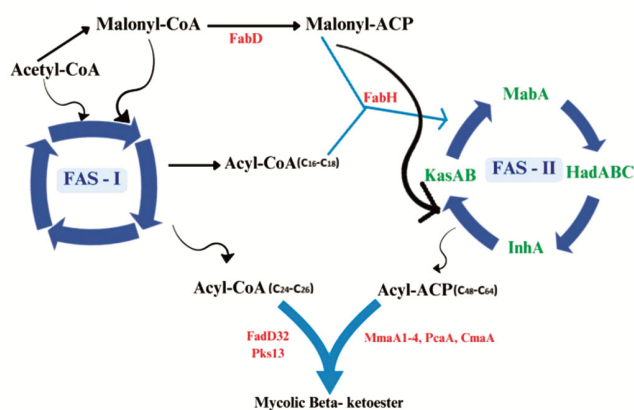 Malonyl-CoA
Malonyl-ACP
FabD
Acetyl-CoA
FabH
MabA
FAS - I
Acyl-CoA(C₁₆-C₁₈)
KasAB
FAS - II
HadABC
InhA
Acyl-CoA(C₂₄-C₂₆)
Acyl-ACP(C₄₈-C₆₄)
FadD32
Pks13
MmaA1-4, PcaA, CmaA
Mycolic Beta- ketoester